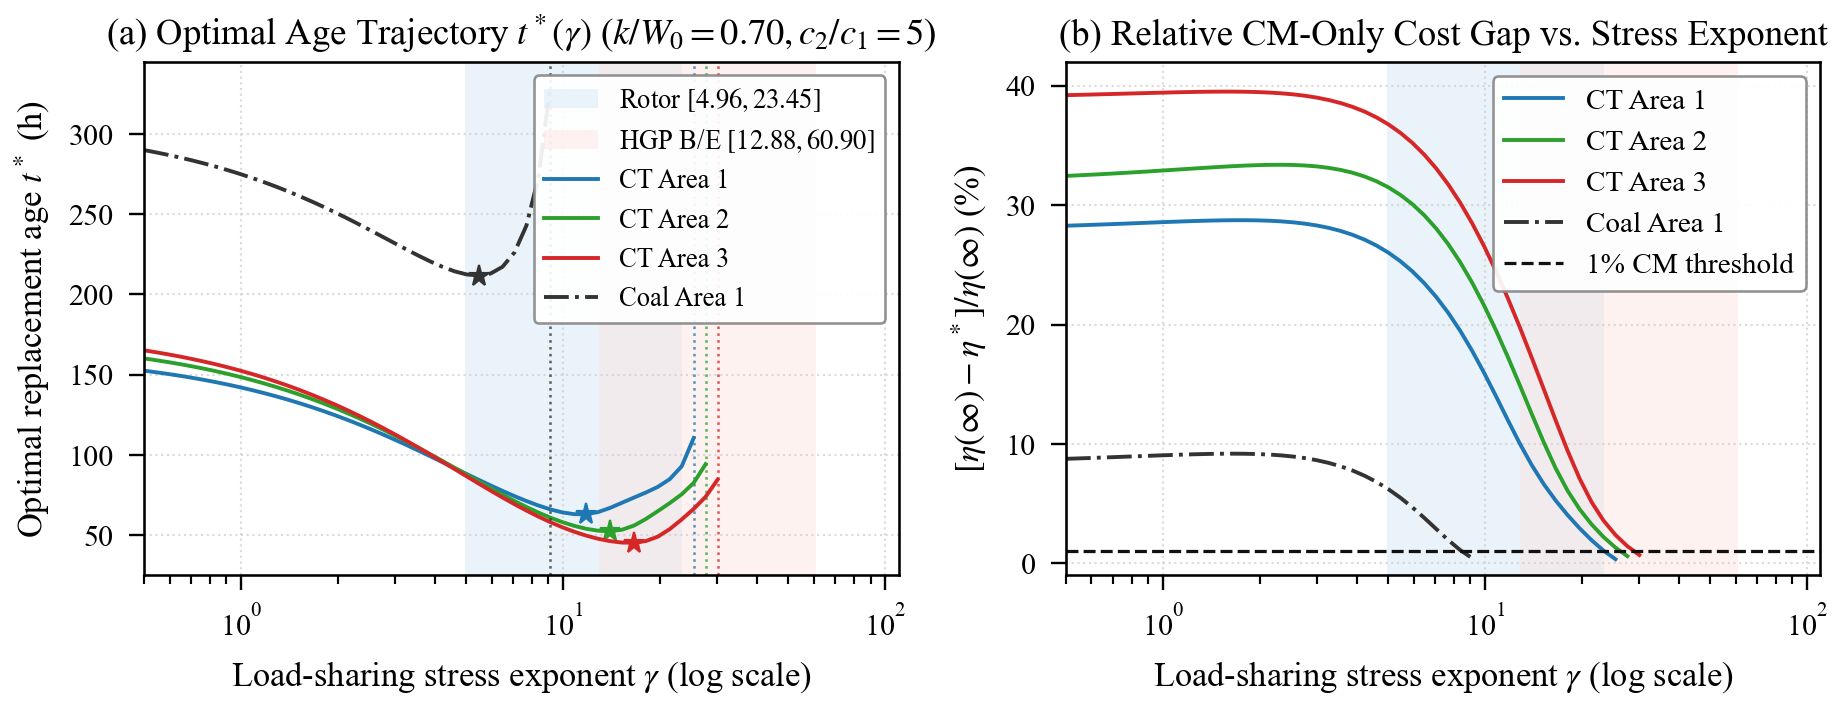 (a) Optimal Age Trajectory t*(γ) (k/W₀ = 0.70, c₂/c₁ = 5)
Optimal replacement age t* (h)
300
250
200
150
100
50
Rotor [4.96, 23.45]
HGP B/E [12.88, 60.90]
CT Area 1
CT Area 2
CT Area 3
Coal Area 1
10⁰
10¹
10²
Load-sharing stress exponent γ (log scale)
(b) Relative CM-Only Cost Gap vs. Stress Exponent
[η(∞) − η*]/η(∞) (%)
40
30
20
10
0
CT Area 1
CT Area 2
CT Area 3
Coal Area 1
1% CM threshold
10⁰
10¹
10²
Load-sharing stress exponent γ (log scale)